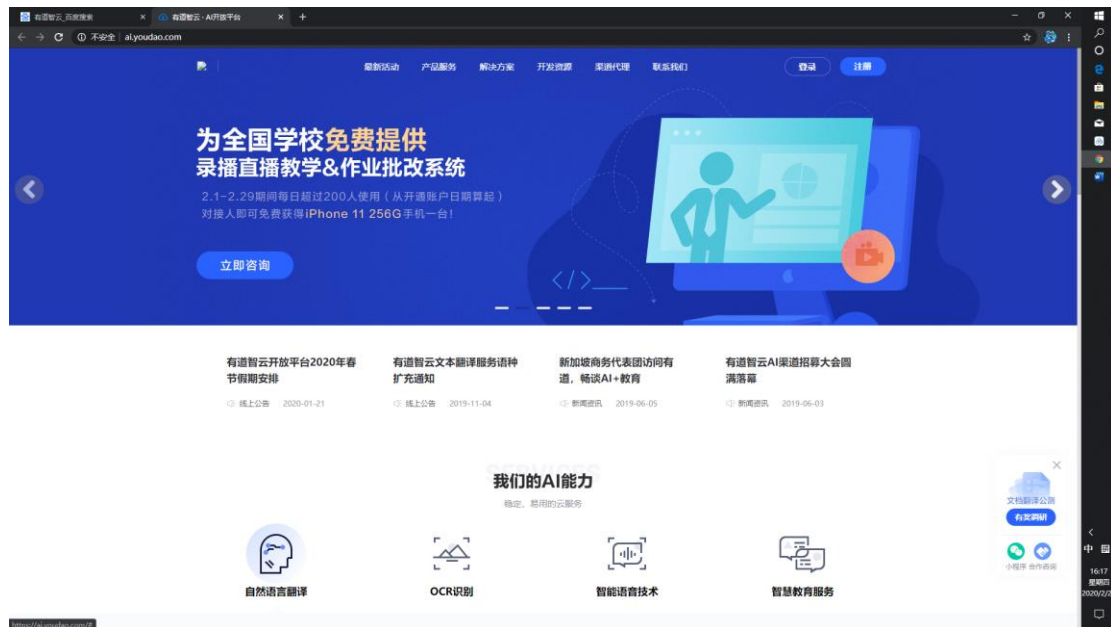 有道智云_百度搜索
有道智云 - AI开放平台
不安全 ai.youdao.com
最新活动 产品服务 解决方案 开发资源 渠道代理 联系我们 登录 注册
为全国学校免费提供
录播直播教学&作业批改系统
2.1-2.29期间每日超过200人使用（从开通账户日期算起）
对接人即可免费获得iPhone 11 256G手机一台!
立即咨询
有道智云开放平台2020年春
节假期安排
线上公告 2020-01-21
有道智云文本翻译服务语种
扩充通知
线上公告 2019-11-04
新加坡商务代表团访问有
道，畅谈AI+教育
新闻资讯 2019-06-05
有道智云AI渠道招募大会圆
满落幕
新闻资讯 2019-06-03
SERVICES
我们的AI能力
稳定、易用的云服务
自然语言翻译
OCR识别
智能语音技术
智慧教育服务
文档翻译公测
有奖调研
小程序 合作咨询
中
16:17
星期四
https://ai.youdao.com/#